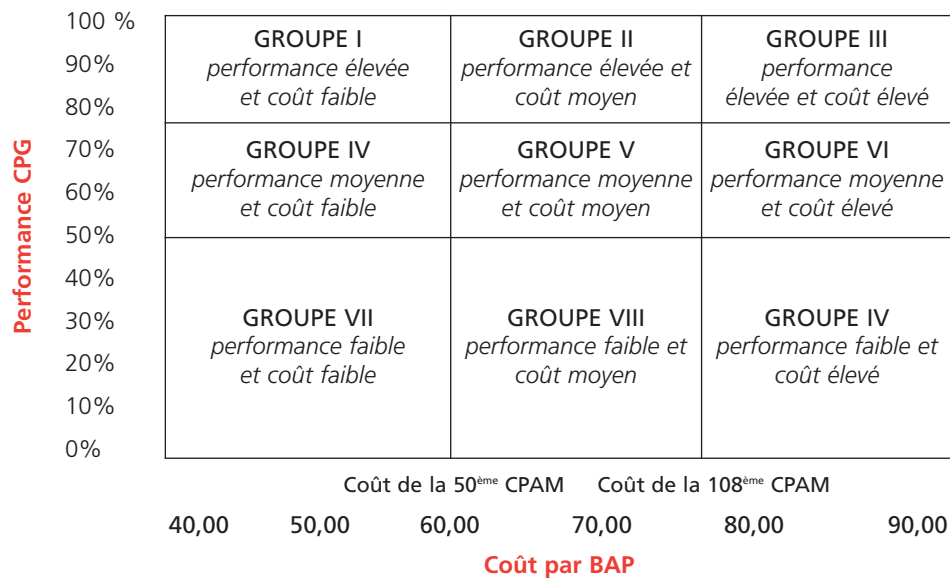 Performance CPG
100 %
90%
80%
70%
60%
50%
40%
30%
20%
10%
0%
GROUPE I
performance élevée
et coût faible
GROUPE II
performance élevée et
coût moyen
GROUPE III
performance
élevée et coût élevé
GROUPE IV
performance moyenne
et coût faible
GROUPE V
performance moyenne
et coût moyen
GROUPE VI
performance moyenne
et coût élevé
GROUPE VII
performance faible
et coût faible
GROUPE VIII
performance faible et
coût moyen
GROUPE IV
performance faible et
coût élevé
Coût de la 50ème CPAM Coût de la 108ème CPAM
40,00 50,00 60,00 70,00 80,00 90,00
Coût par BAP